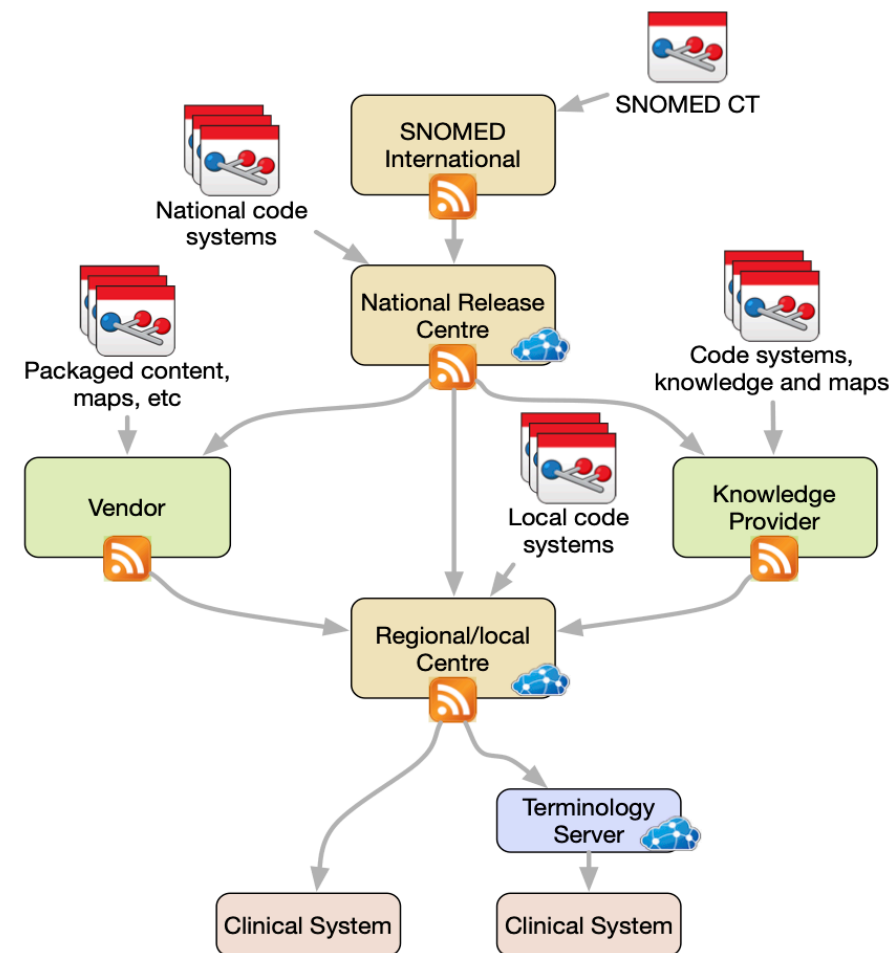 SNOMED CT
SNOMED
International
National code
systems
National Release
Centre
Packaged content,
maps, etc
Code systems,
knowledge and maps
Vendor
Local code
systems
Knowledge
Provider
Regional/local
Centre
Terminology
Server
Clinical System
Clinical System